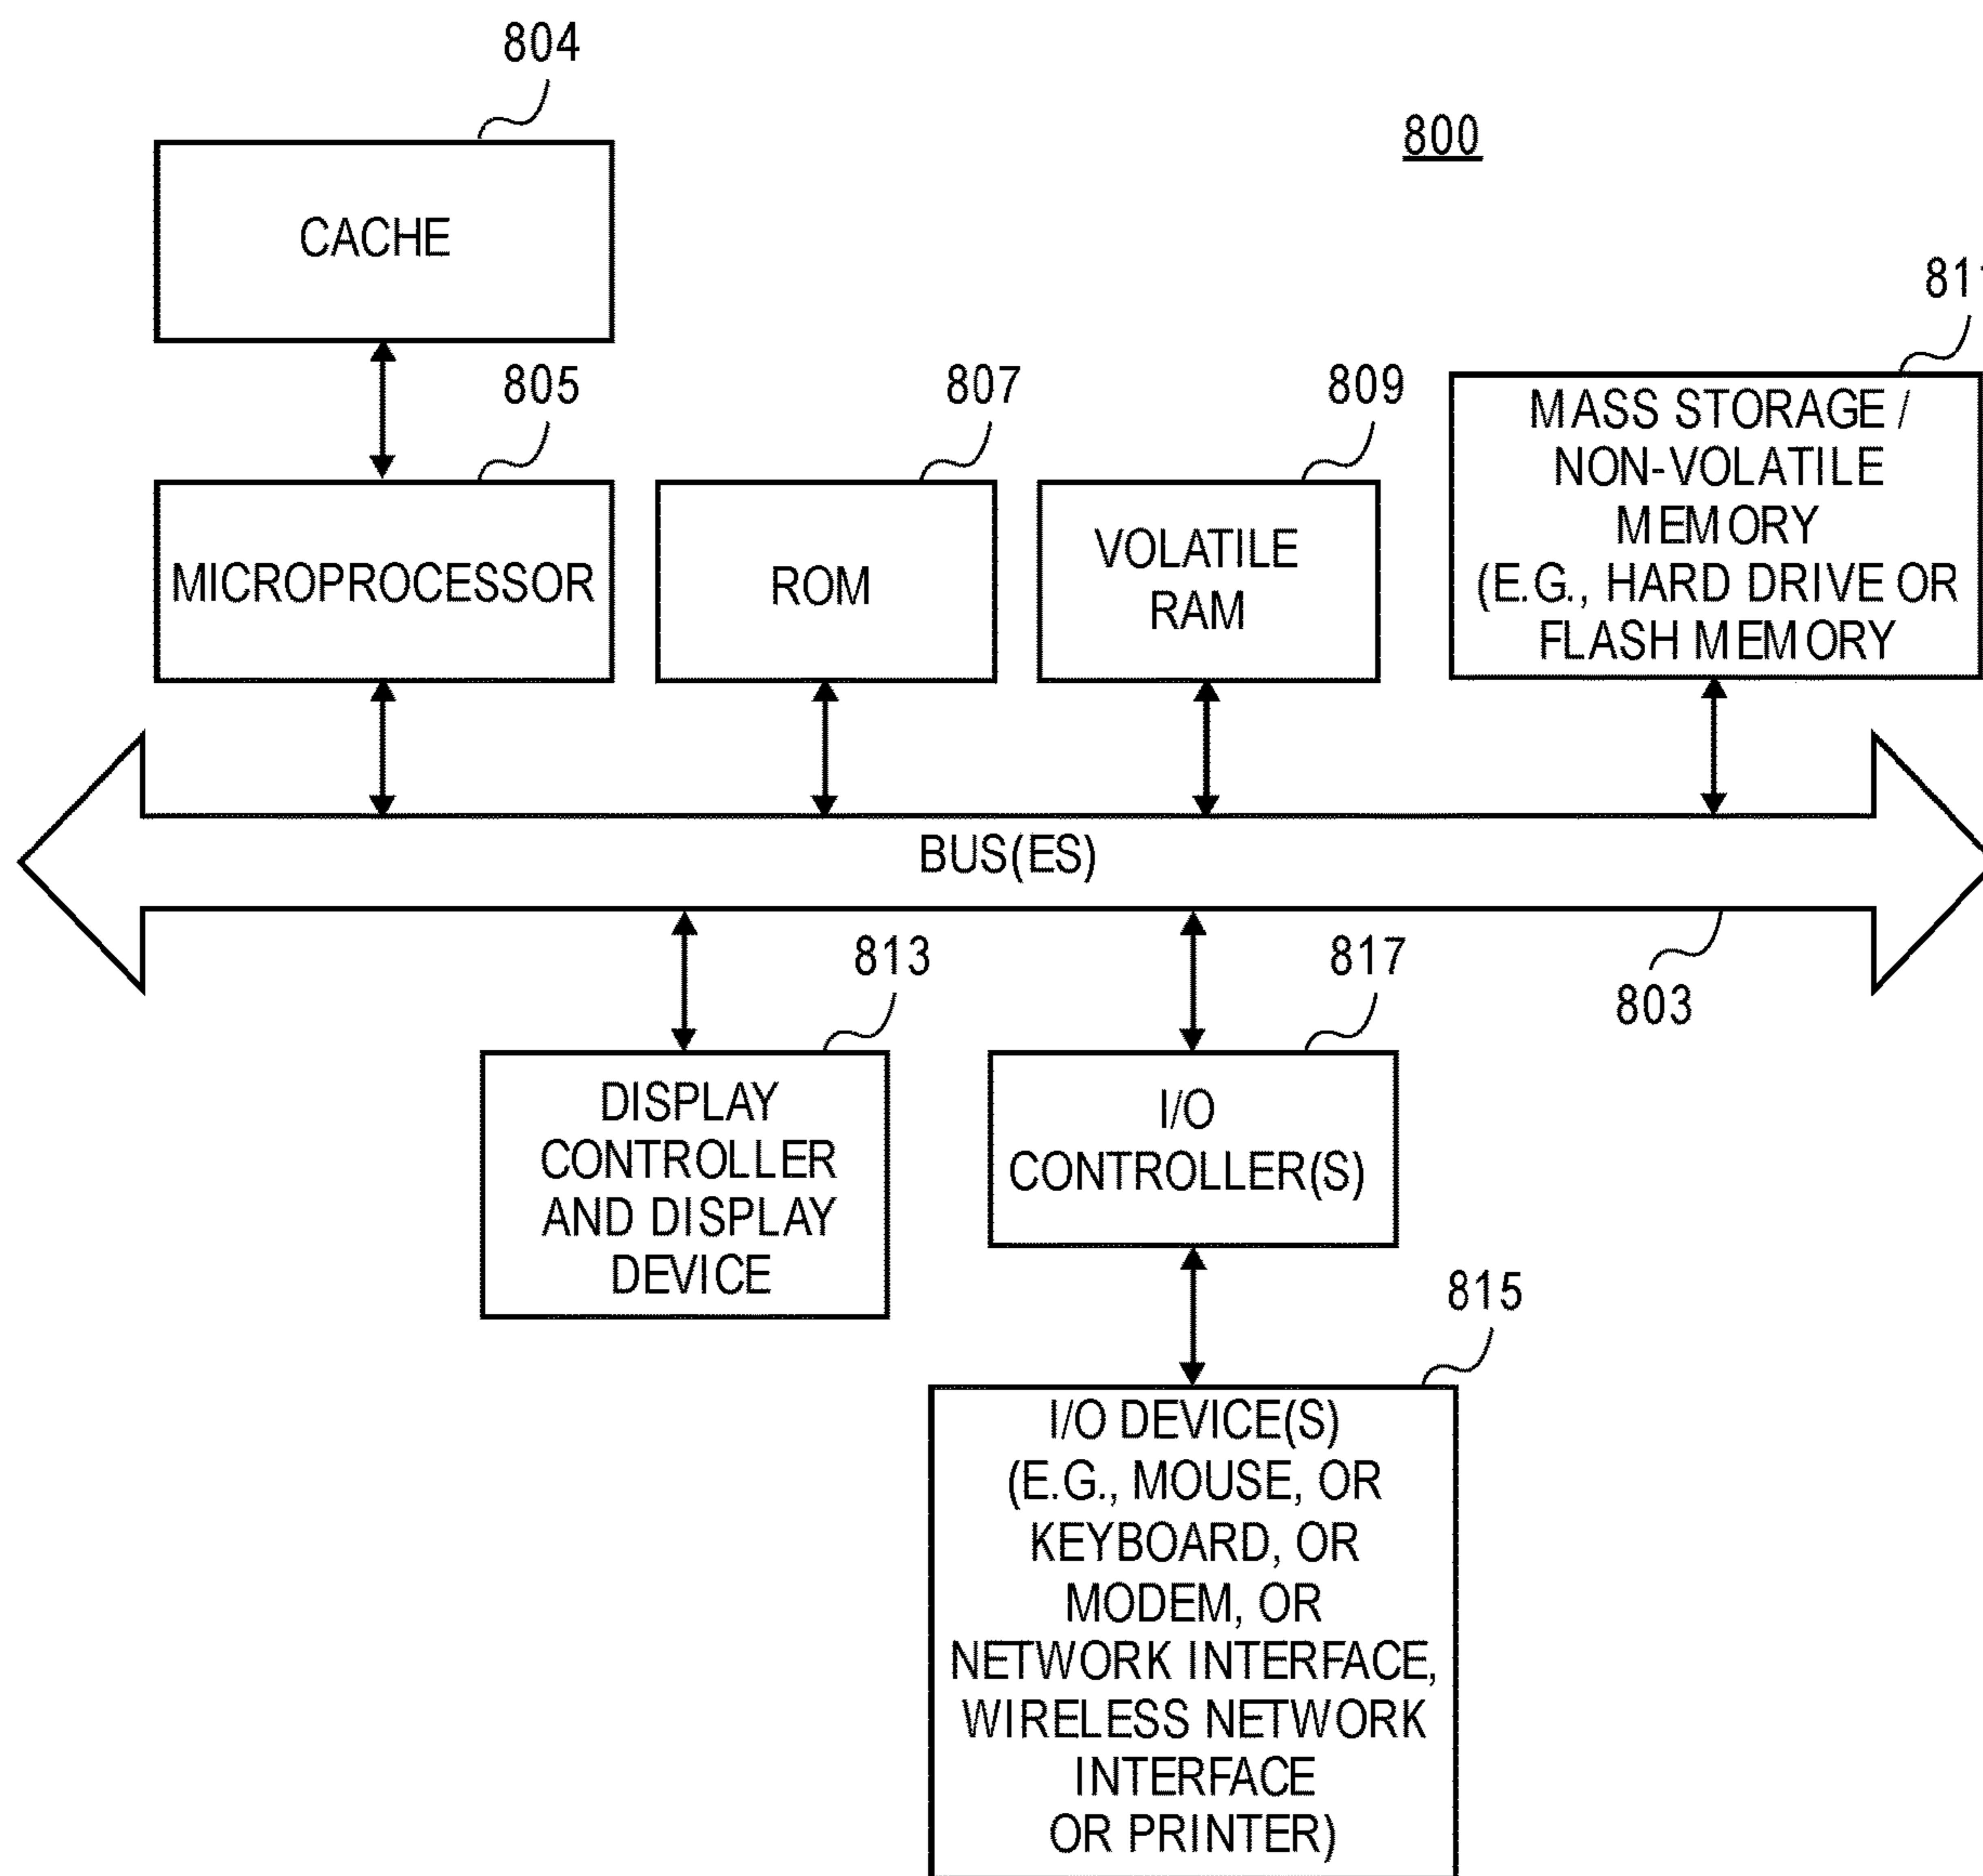 804
800
CACHE
811
805
807
809
MASS STORAGE /
NON-VOLATILE
MEMORY
(E.G., HARD DRIVE OR
FLASH MEMORY
MICROPROCESSOR
ROM
VOLATILE
RAM
BUS(ES)
813
817
803
DISPLAY
CONTROLLER
AND DISPLAY
DEVICE
I/O
CONTROLLER(S)
815
I/O DEVICE(S)
(E.G., MOUSE, OR
KEYBOARD, OR
MODEM, OR
NETWORK INTERFACE,
WIRELESS NETWORK
INTERFACE
OR PRINTER)